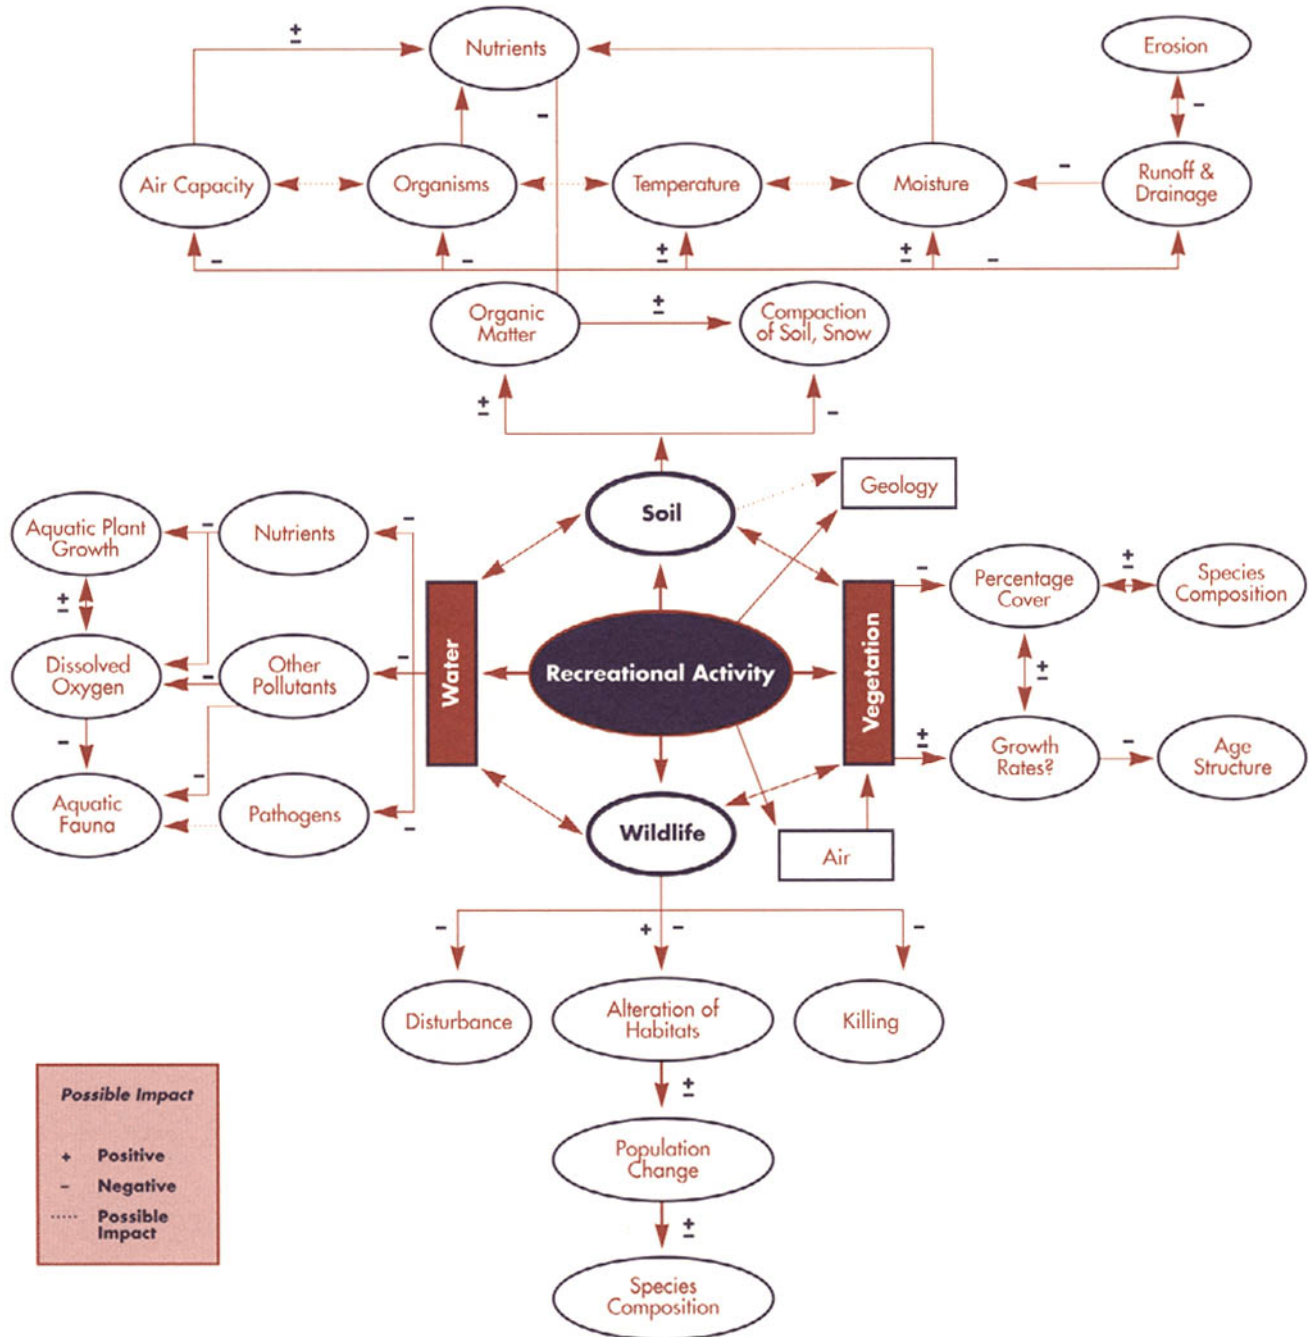 ±
Nutrients
Erosion
–
–
Air Capacity
Organisms
Temperature
Moisture
–
Runoff &
Drainage
–
–
±
±
–
Organic
Matter
±
Compaction
of Soil, Snow
±
–
Soil
Geology
Aquatic Plant
Growth
–
Nutrients
–
–
Percentage
Cover
±
Species
Composition
±
Dissolved
Oxygen
–
Other
Pollutants
–
Water
Recreational Activity
Vegetation
±
–
–
±
Growth
Rates?
–
Age
Structure
Aquatic
Fauna
Pathogens
–
Wildlife
Air
–
+ –
–
Disturbance
Alteration of
Habitats
Killing
±
Population
Change
±
Species
Composition
Possible Impact
+ Positive
– Negative
..... Possible
Impact